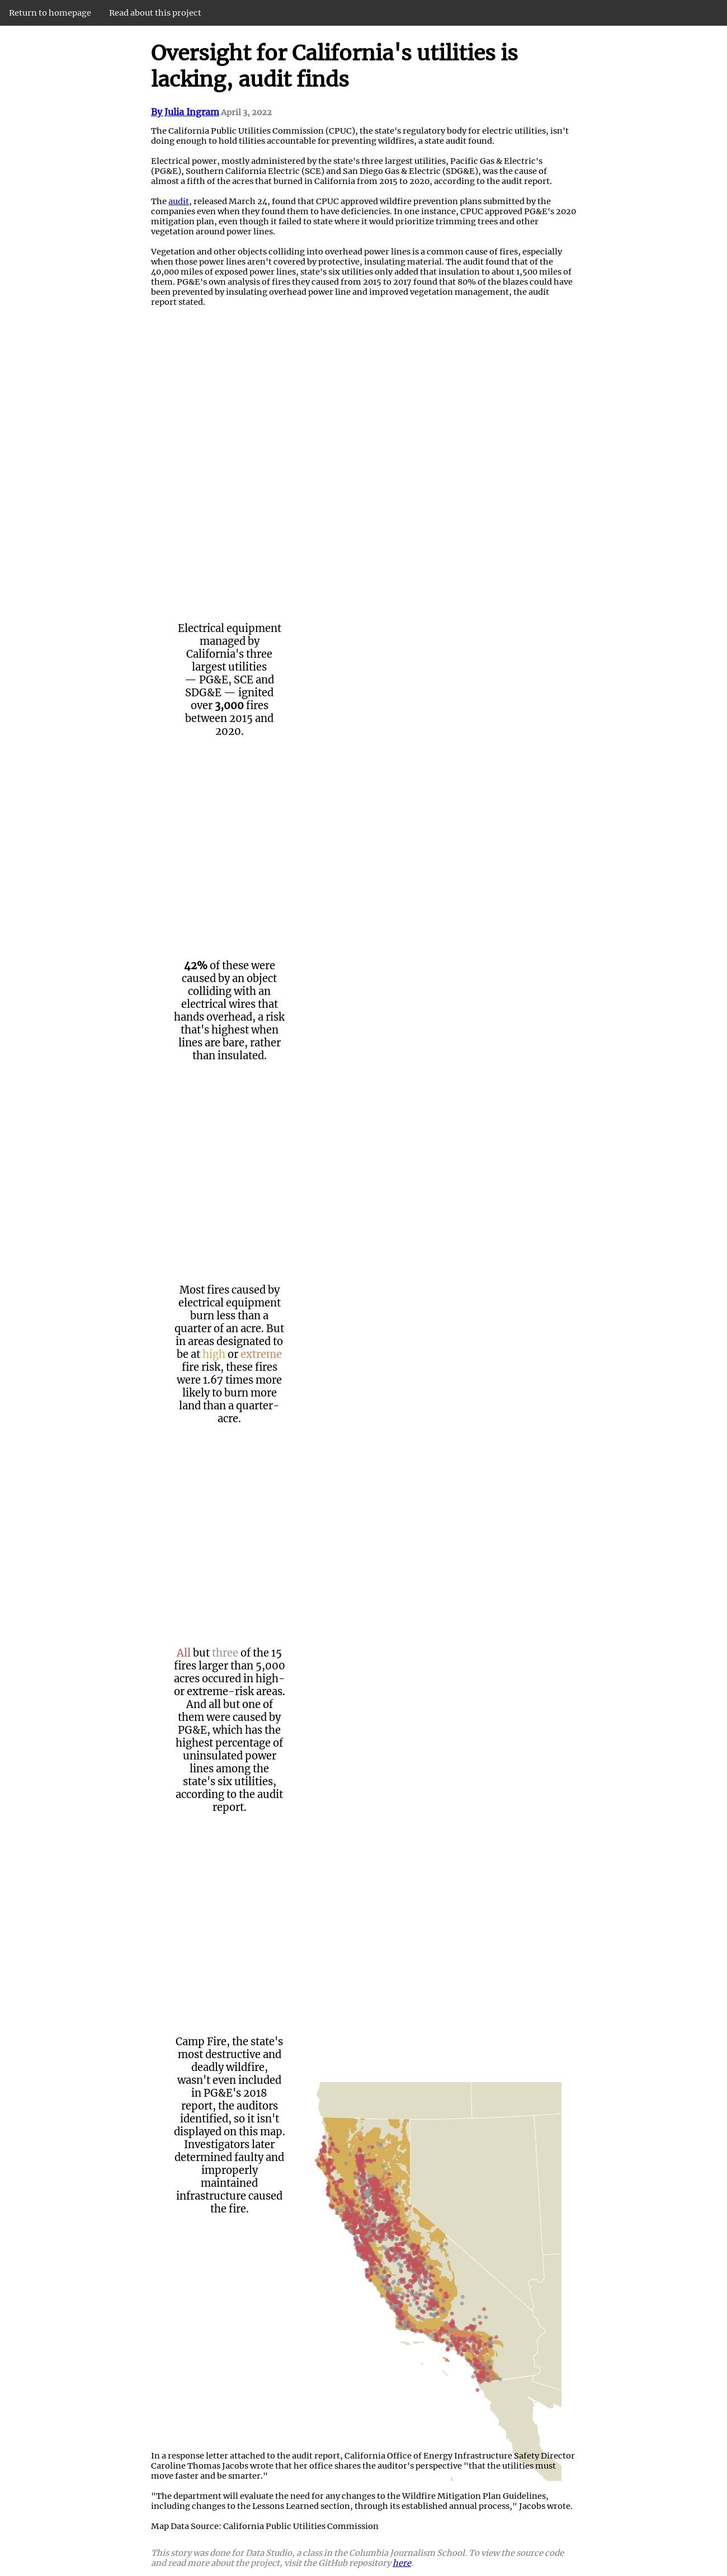 Return to homepage Read about this project
Oversight for California's utilities is
lacking, audit finds
By Julia Ingram April 3, 2022
The California Public Utilities Commission (CPUC), the state's regulatory body for electric utilities, isn't
doing enough to hold tilities accountable for preventing wildfires, a state audit found.
Electrical power, mostly administered by the state's three largest utilities, Pacific Gas & Electric's
(PG&E), Southern California Electric (SCE) and San Diego Gas & Electric (SDG&E), was the cause of
almost a fifth of the acres that burned in California from 2015 to 2020, according to the audit report.
The audit, released March 24, found that CPUC approved wildfire prevention plans submitted by the
companies even when they found them to have deficiencies. In one instance, CPUC approved PG&E's 2020
mitigation plan, even though it failed to state where it would prioritize trimming trees and other
vegetation around power lines.
Vegetation and other objects colliding into overhead power lines is a common cause of fires, especially
when those power lines aren't covered by protective, insulating material. The audit found that of the
40,000 miles of exposed power lines, state's six utilities only added that insulation to about 1,500 miles of
them. PG&E's own analysis of fires they caused from 2015 to 2017 found that 80% of the blazes could have
been prevented by insulating overhead power line and improved vegetation management, the audit
report stated.
Electrical equipment
managed by
California's three
largest utilities
— PG&E, SCE and
SDG&E — ignited
over 3,000 fires
between 2015 and
2020.
42% of these were
caused by an object
colliding with an
electrical wires that
hands overhead, a risk
that's highest when
lines are bare, rather
than insulated.
Most fires caused by
electrical equipment
burn less than a
quarter of an acre. But
in areas designated to
be at high or extreme
fire risk, these fires
were 1.67 times more
likely to burn more
land than a quarter-
acre.
All but three of the 15
fires larger than 5,000
acres occured in high-
or extreme-risk areas.
And all but one of
them were caused by
PG&E, which has the
highest percentage of
uninsulated power
lines among the
state's six utilities,
according to the audit
report.
Camp Fire, the state's
most destructive and
deadly wildfire,
wasn't even included
in PG&E's 2018
report, the auditors
identified, so it isn't
displayed on this map.
Investigators later
determined faulty and
improperly
maintained
infrastructure caused
the fire.
In a response letter attached to the audit report, California Office of Energy Infrastructure Safety Director
Caroline Thomas Jacobs wrote that her office shares the auditor's perspective "that the utilities must
move faster and be smarter."
"The department will evaluate the need for any changes to the Wildfire Mitigation Plan Guidelines,
including changes to the Lessons Learned section, through its established annual process," Jacobs wrote.
Map Data Source: California Public Utilities Commission
This story was done for Data Studio, a class in the Columbia Journalism School. To view the source code
and read more about the project, visit the GitHub repository here.